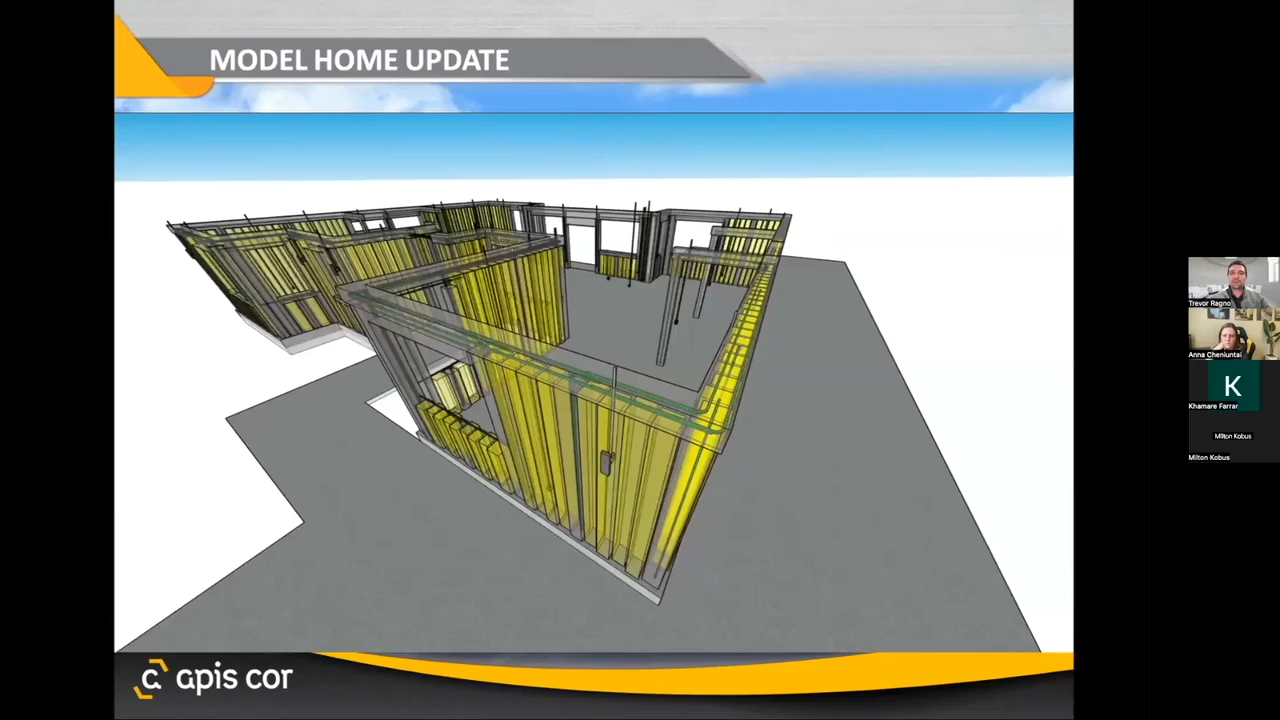 MODEL HOME UPDATE
apis cor
Trevor Ragno
Anna Cheniuntai
K
Khamare Farrar
Milton Kobus
Milton Kobus